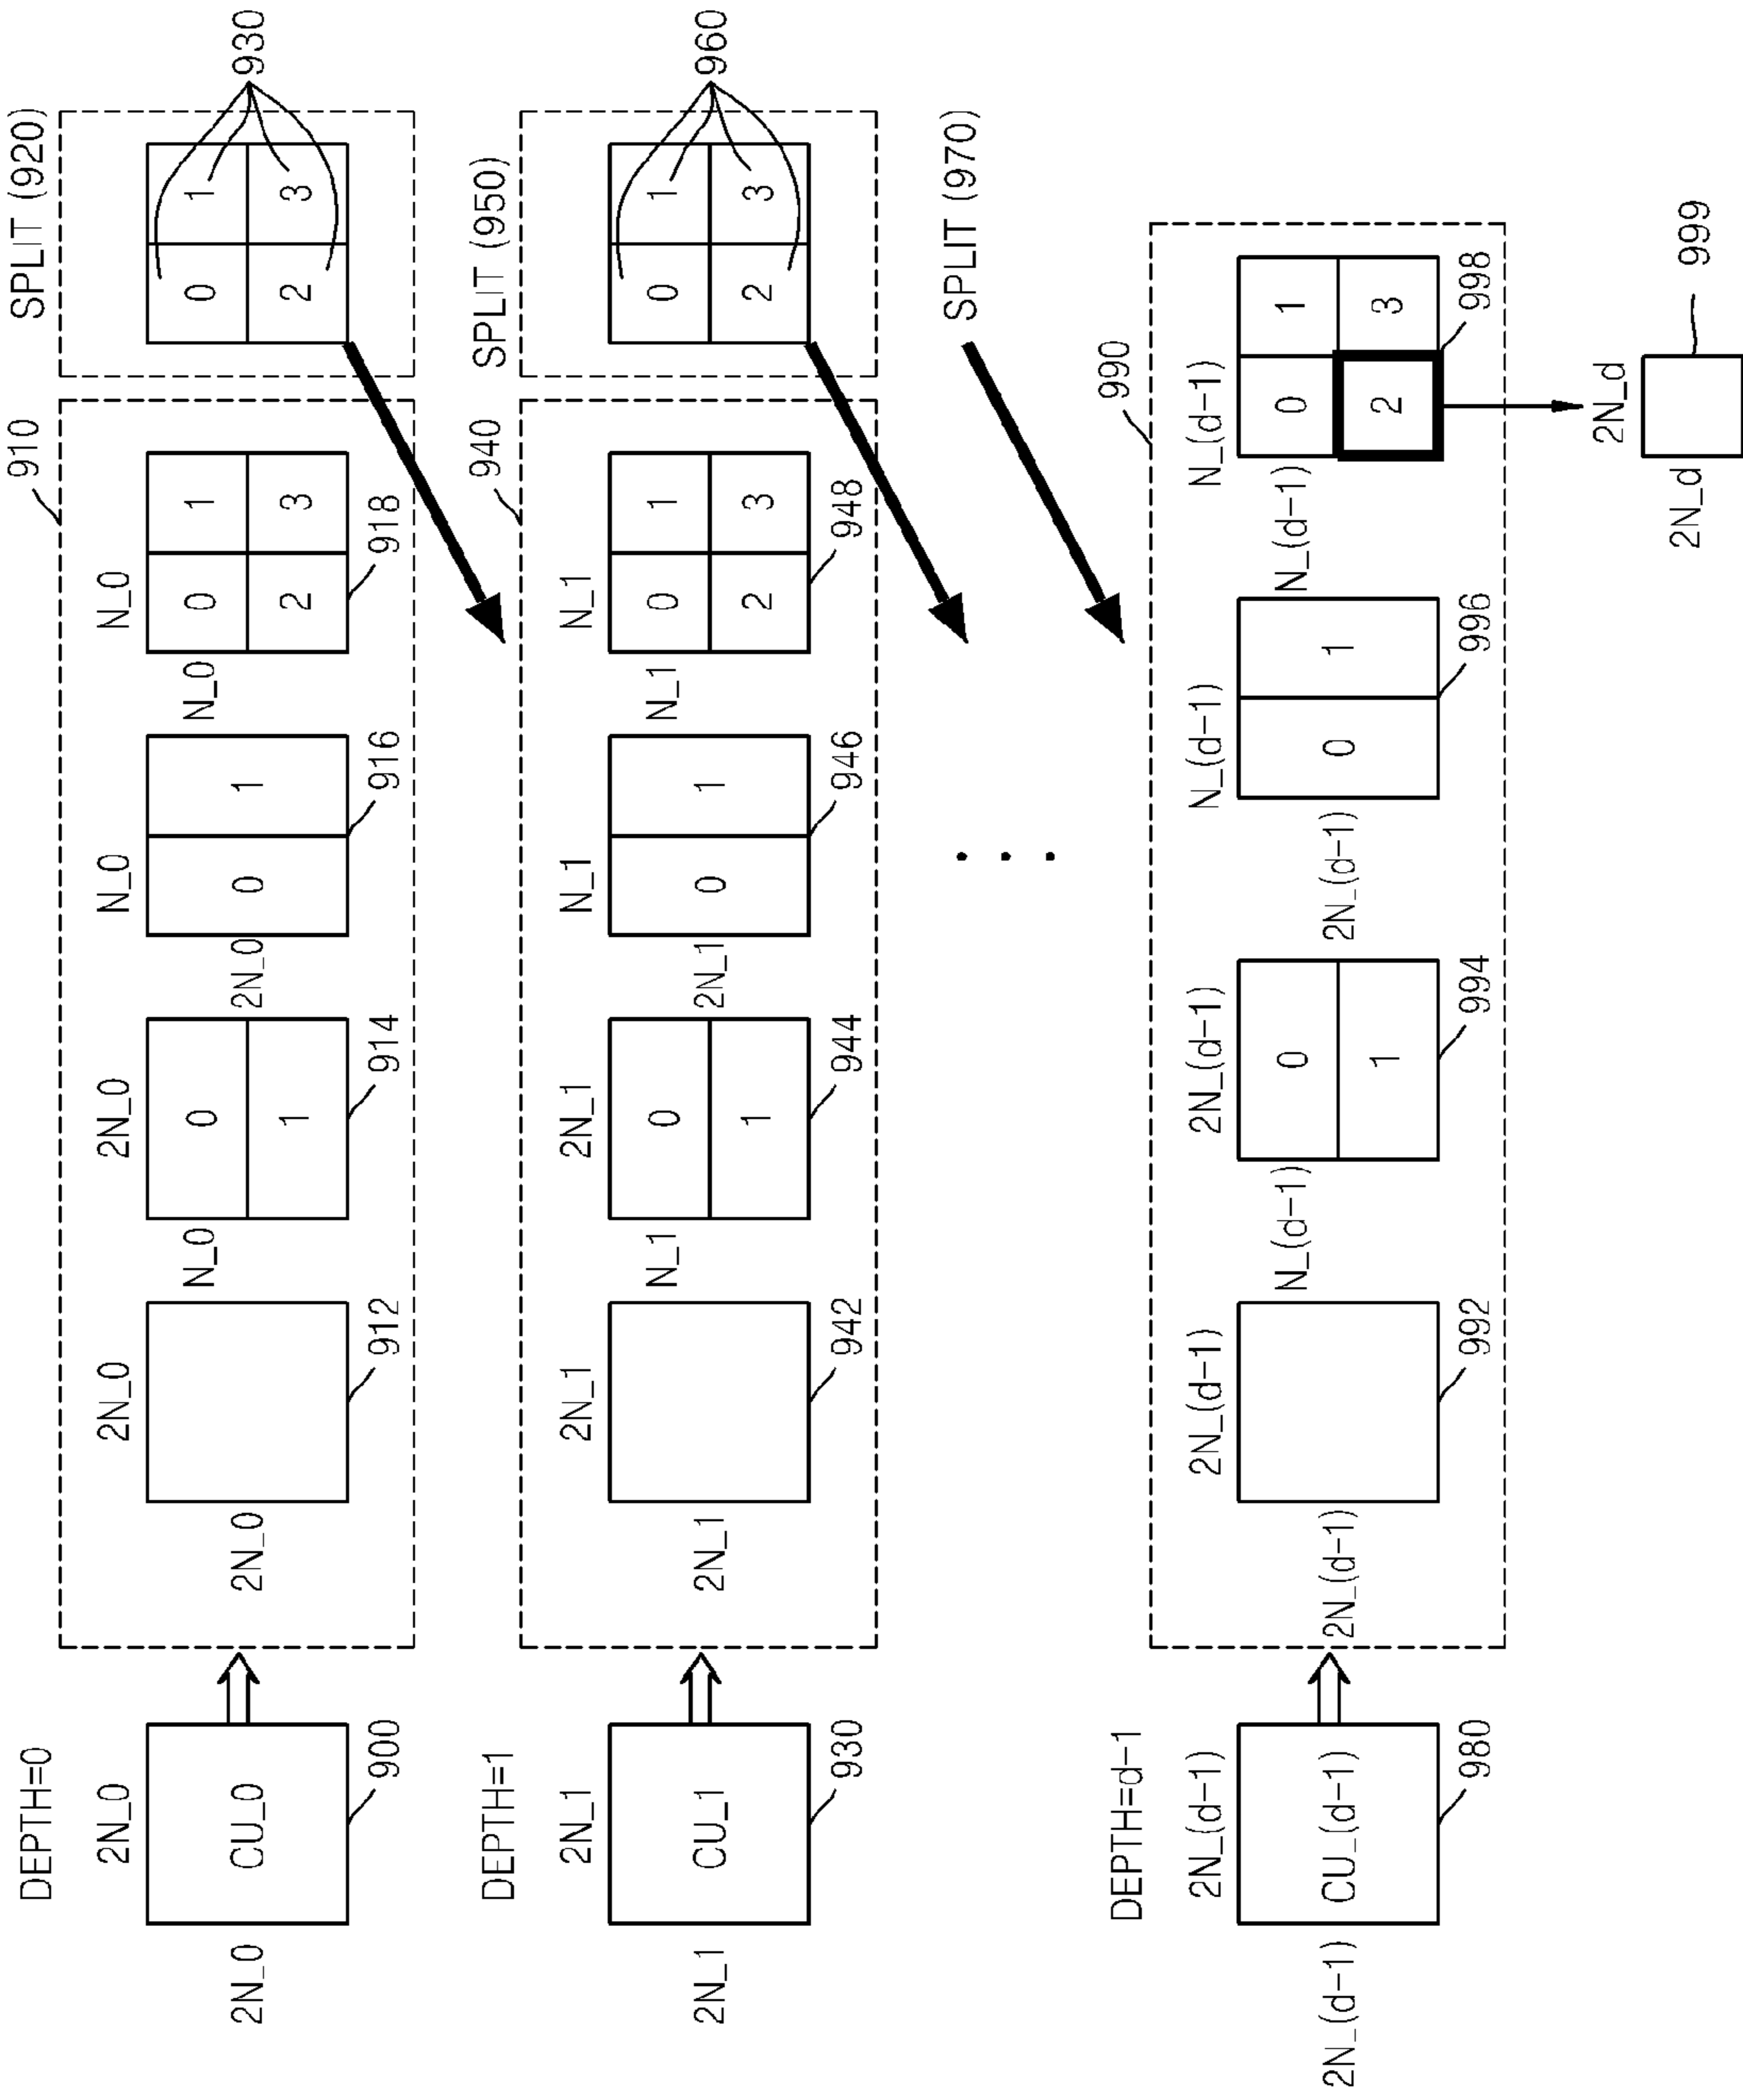 DEPTH=0
2N_0
2N_0
CU_0
900
910
2N_0
2N_0
912
2N_0
N_0
0
1
914
N_0
2N_0
0
1
916
N_0
N_0
0
1
2
3
918
SPLIT (920)
0
1
2
3
930
DEPTH=1
2N_1
2N_1
CU_1
930
940
2N_1
2N_1
942
2N_1
N_1
0
1
944
N_1
2N_1
0
1
946
N_1
N_1
0
1
2
3
948
SPLIT (950)
0
1
2
3
960
SPLIT (970)
DEPTH=d-1
2N_(d-1)
2N_(d-1)
CU_(d-1)
980
990
2N_(d-1)
2N_(d-1)
992
2N_(d-1)
N_(d-1)
0
1
994
N_(d-1)
2N_(d-1)
0
1
996
N_(d-1)
N_(d-1)
0
1
2
3
998
2N_d
2N_d
999